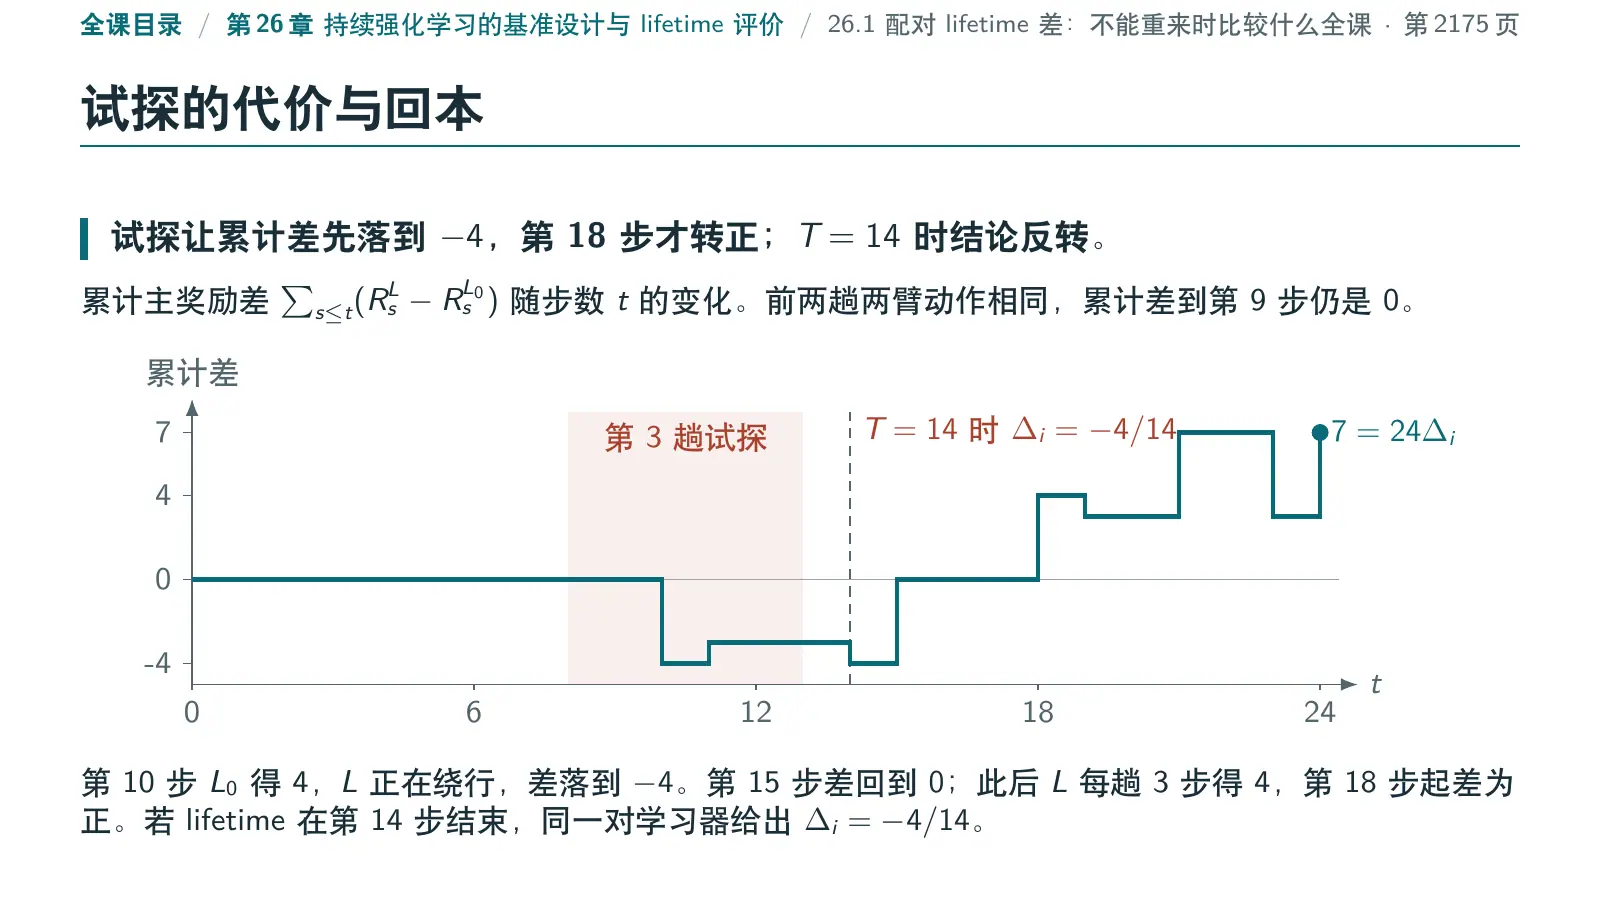 全课目录 / 第 26 章 持续强化学习的基准设计与 lifetime 评价 / 26.1 配对 lifetime 差：不能重来时比较什么全课 · 第 2175 页
试探的代价与回本
试探让累计差先落到 −4，第 18 步才转正；T = 14 时结论反转。
累计主奖励差 ∑_{s≤t}(R_s^L − R_s^{L_0}) 随步数 t 的变化。前两趟两臂动作相同，累计差到第 9 步仍是 0。
累计差
7
4
0
-4
第 3 趟试探
T = 14 时 Δ_i = −4/14
7 = 24Δ_i
t
0 6 12 18 24
第 10 步 L_0 得 4，L 正在绕行，差落到 −4。第 15 步差回到 0；此后 L 每趟 3 步得 4，第 18 步起差为
正。若 lifetime 在第 14 步结束，同一对学习器给出 Δ_i = −4/14。